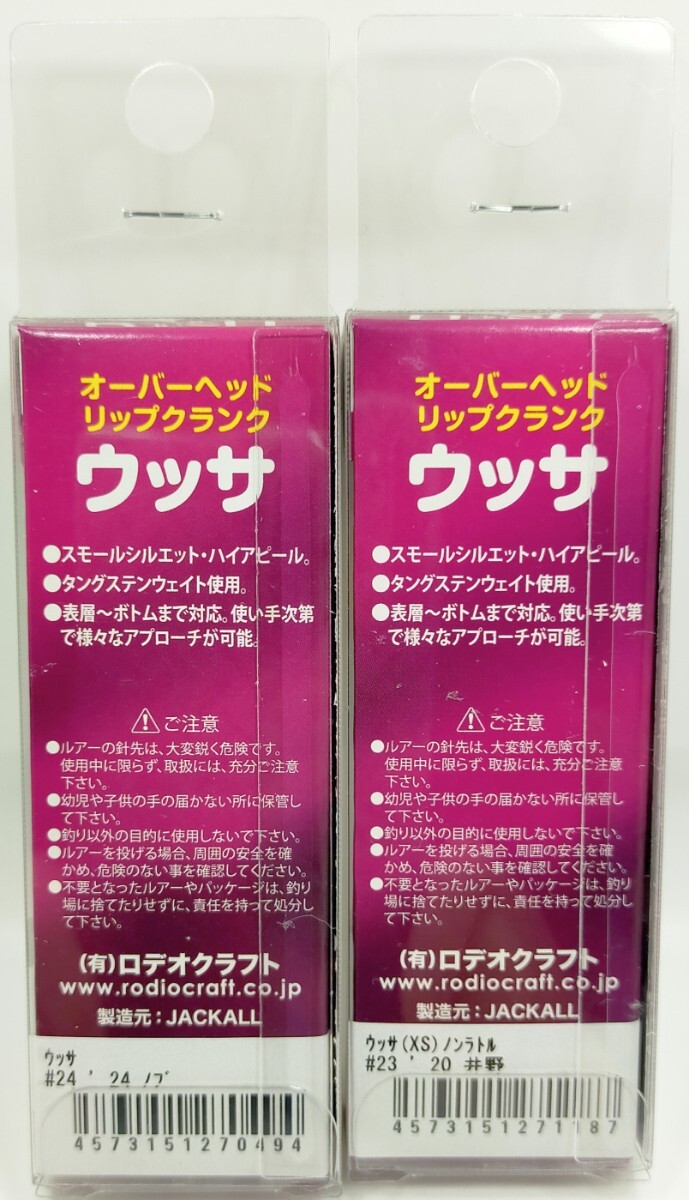 オーバーヘッド
リップクランク
ウッサ
●スモールシルエット・ハイアピール。
●タングステンウェイト使用。
●表層～ボトムまで対応。使い手次第
で様々なアプローチが可能。
⚠ご注意
●ルアーの針先は、大変鋭く危険です。
使用中に限らず、取扱には、充分ご注意
下さい。
●幼児や子供の手の届かない所に保管し
て下さい。
●釣り以外の目的に使用しないで下さい。
●ルアーを投げる場合、周囲の安全を確
かめ、危険のない事を確認してください。
●不要となったルアーやパッケージは、釣り
場に捨てたりせずに、責任を持って処分し
て下さい。
(有)ロデオクラフト
www.rodiocraft.co.jp
製造元：JACKALL
ウッサ
#24 ' 24 ノブ
4573151270494
オーバーヘッド
リップクランク
ウッサ
●スモールシルエット・ハイアピール。
●タングステンウェイト使用。
●表層～ボトムまで対応。使い手次第
で様々なアプローチが可能。
⚠ご注意
●ルアーの針先は、大変鋭く危険です。
使用中に限らず、取扱には、充分ご注意
下さい。
●幼児や子供の手の届かない所に保管し
て下さい。
●釣り以外の目的に使用しないで下さい。
●ルアーを投げる場合、周囲の安全を確
かめ、危険のない事を確認してください。
●不要となったルアーやパッケージは、釣り
場に捨てたりせずに、責任を持って処分し
て下さい。
(有)ロデオクラフト
www.rodiocraft.co.jp
製造元：JACKALL
ウッサ(XS)ノンラトル
#23 ' 20 井野
4573151271187